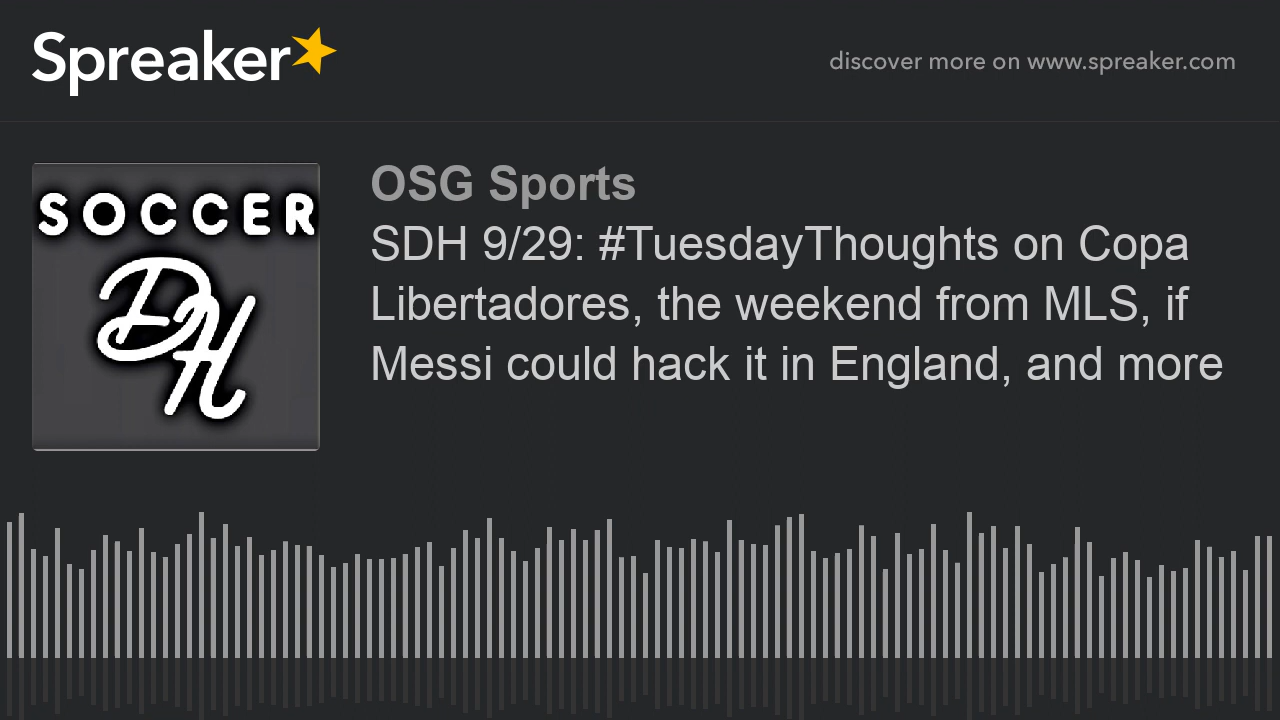 Spreaker
discover more on www.spreaker.com
SOCCER
DH
OSG Sports
SDH 9/29: #TuesdayThoughts on Copa
Libertadores, the weekend from MLS, if
Messi could hack it in England, and more